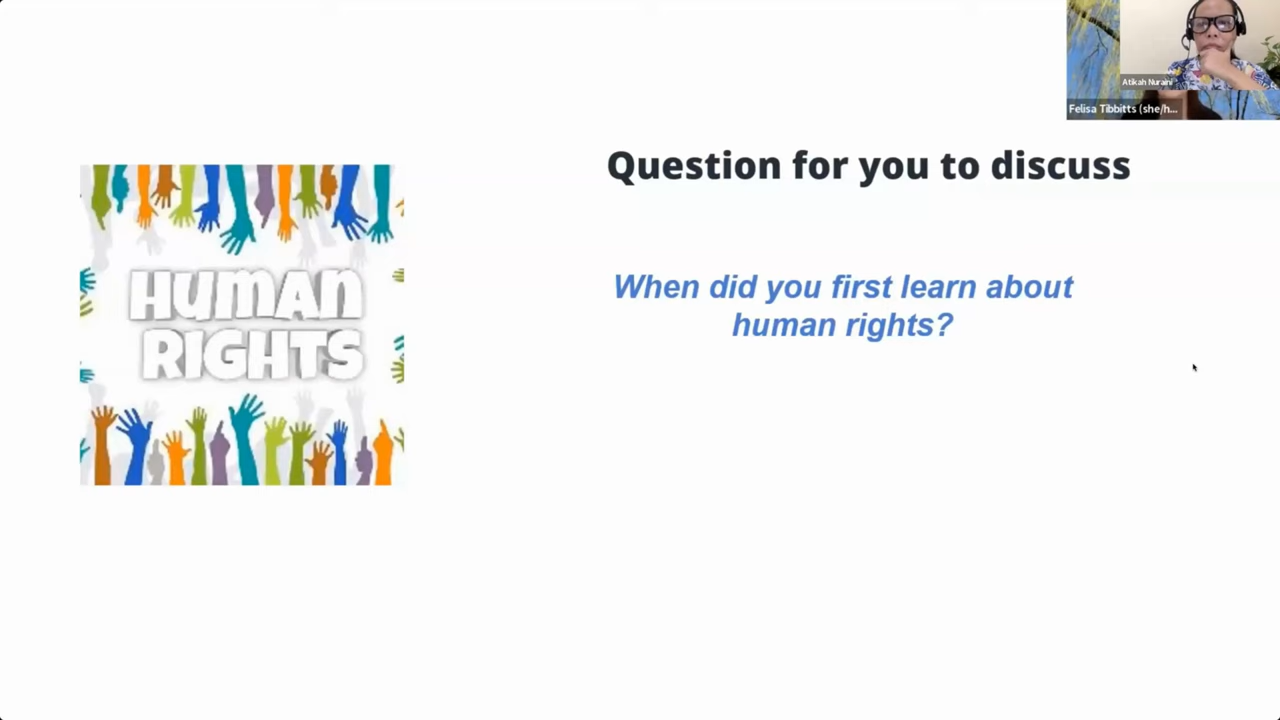 Atikah Nuraini
Felisa Tibbitts (she/h...
Question for you to discuss
HUMAN
RIGHTS
When did you first learn about
human rights?